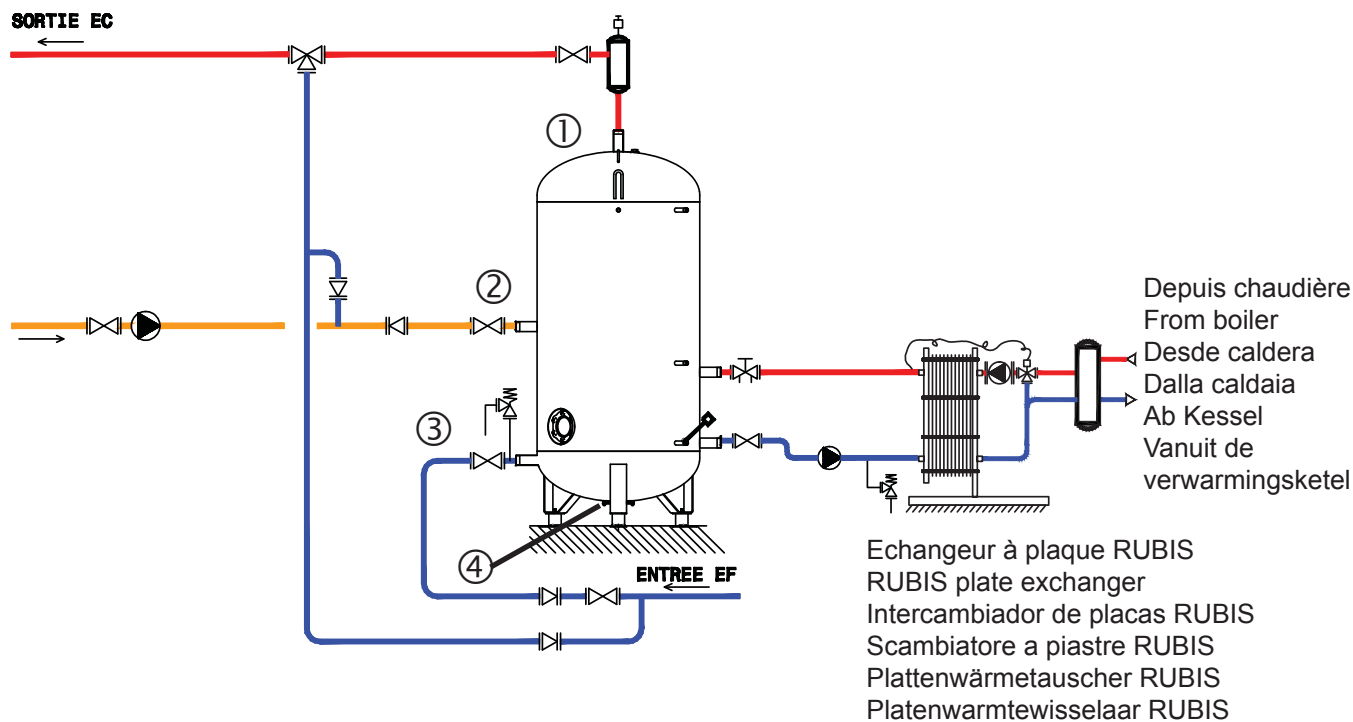 SORTIE EC
①
②
③
④
ENTREE EF
Depuis chaudière
From boiler
Desde caldera
Dalla caldaia
Ab Kessel
Vanuit de
verwarmingsketel
Echangeur à plaque RUBIS
RUBIS plate exchanger
Intercambiador de placas RUBIS
Scambiatore a piastre RUBIS
Plattenwärmetauscher RUBIS
Platenwarmtewisselaar RUBIS